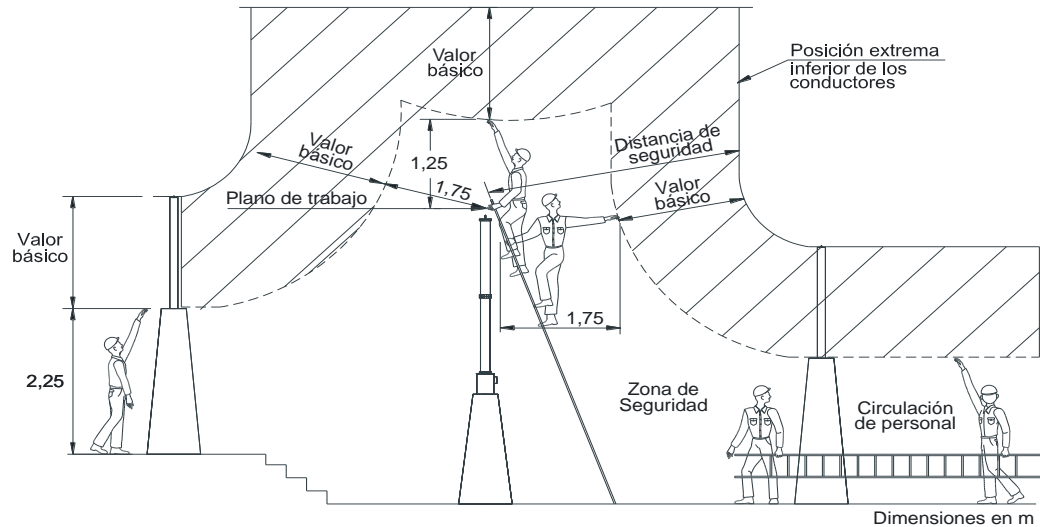 Valor
básico
Posición extrema
inferior de los
conductores
Valor
básico
Distancia de
seguridad
1,25
1,75
Valor
básico
Plano de trabajo
Valor
básico
1,75
2,25
Zona de
Seguridad
Circulación
de personal
Dimensiones en m